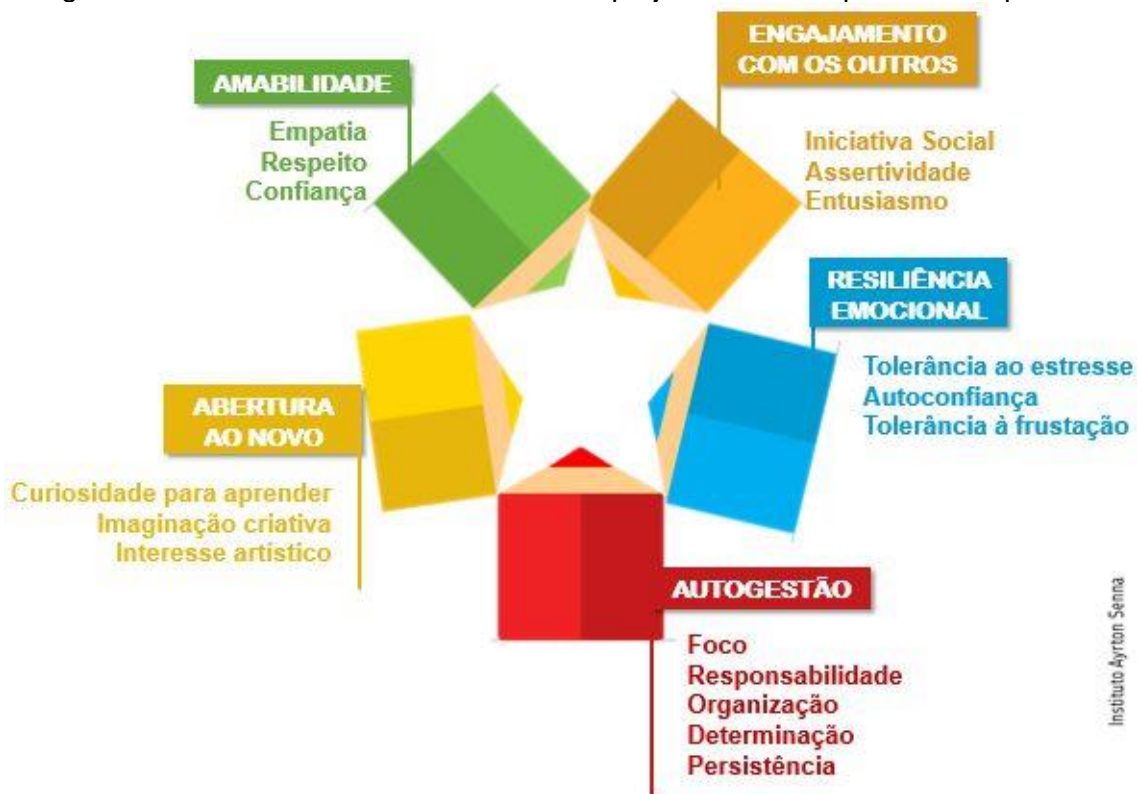 ENGAJAMENTO
COM OS OUTROS
Iniciativa Social
Assertividade
Entusiasmo
AMABILIDADE
Empatia
Respeito
Confiança
RESILIÊNCIA
EMOCIONAL
Tolerância ao estresse
Autoconfiança
Tolerância à frustação
ABERTURA
AO NOVO
Curiosidade para aprender
Imaginação criativa
Interesse artístico
AUTOGESTÃO
Foco
Responsabilidade
Organização
Determinação
Persistência
Instituto Ayrton Senna